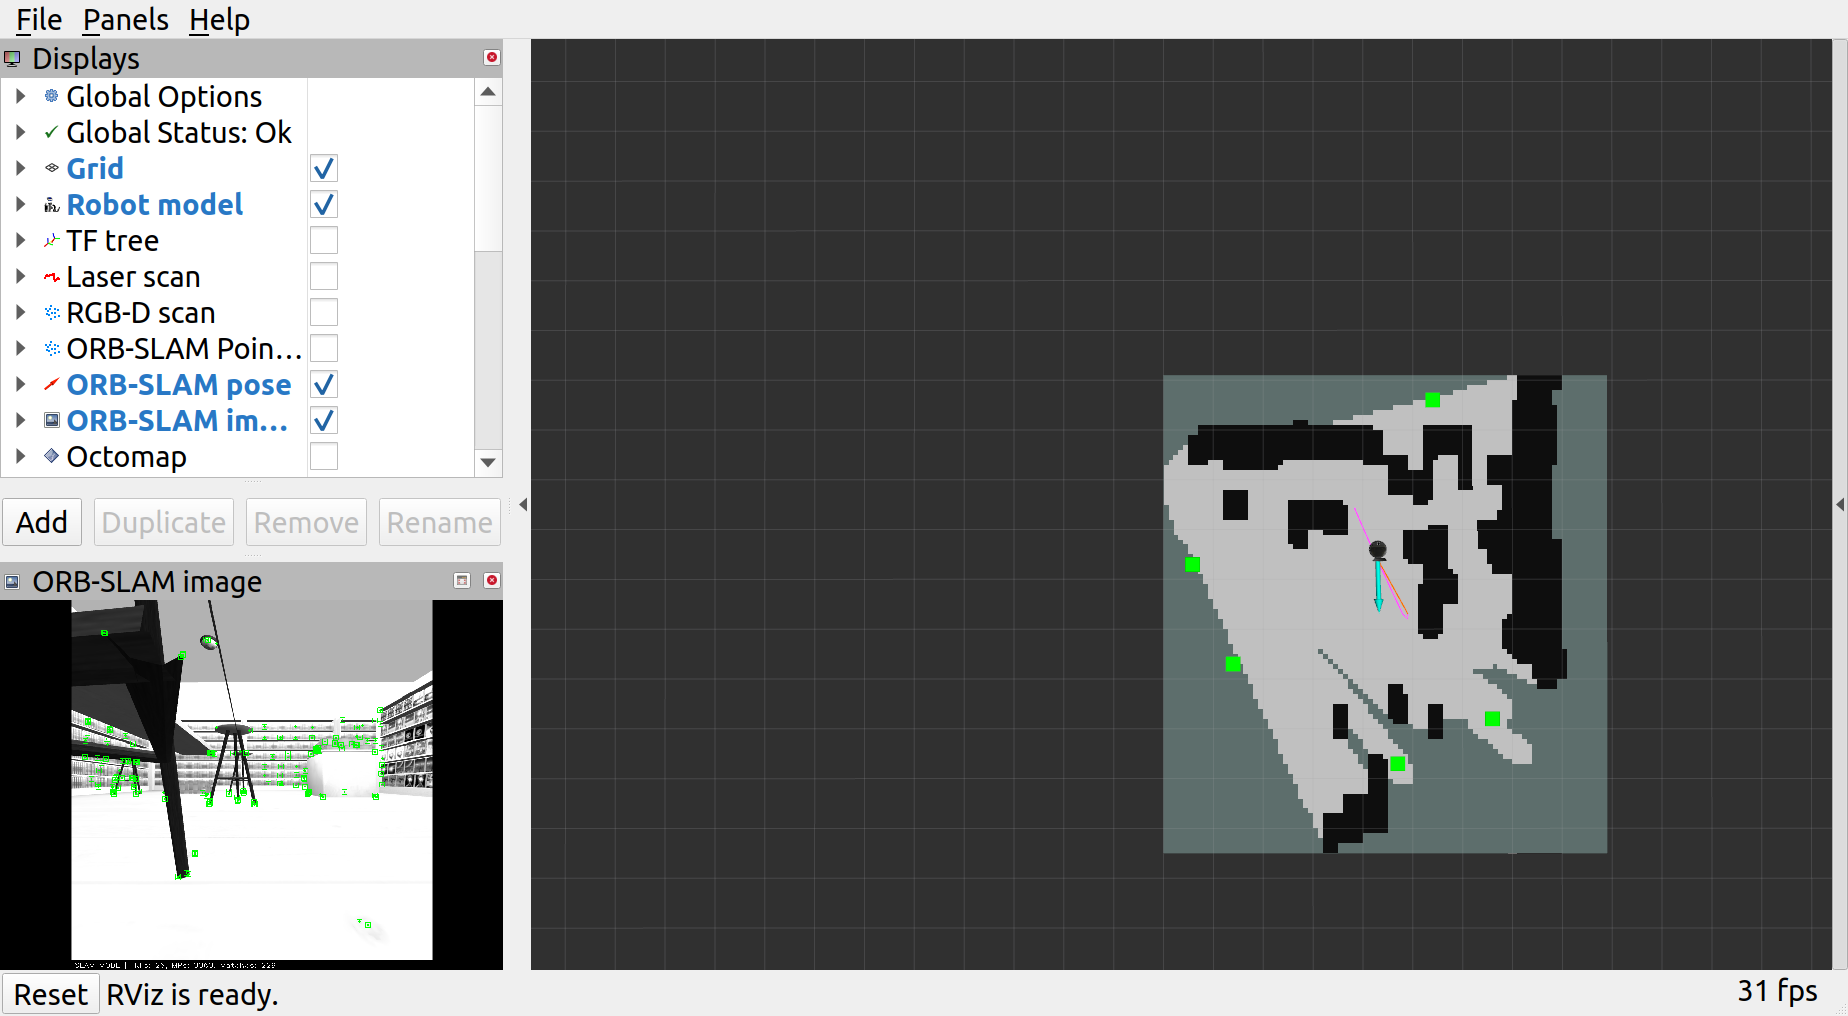 File Panels Help
Displays
Global Options
Global Status: Ok
Grid
Robot model
TF tree
Laser scan
RGB-D scan
ORB-SLAM Poin...
ORB-SLAM pose
ORB-SLAM im...
Octomap
Add Duplicate Remove Rename
ORB-SLAM image
SLAM MODE |
Reset RViz is ready.
31 fps